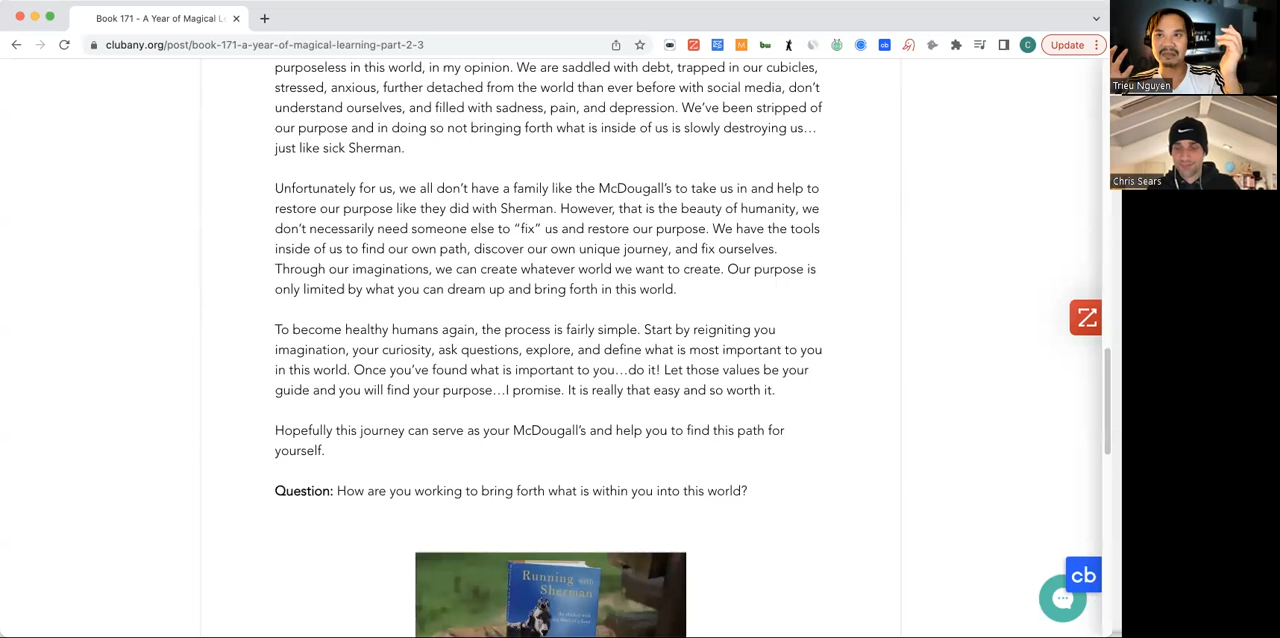 Book 171 - A Year of Magical Le
clubany.org/post/book-171-a-year-of-magical-learning-part-2-3
Update
purposeless in this world, in my opinion. We are saddled with debt, trapped in our cubicles,
stressed, anxious, further detached from the world than ever before with social media, don't
understand ourselves, and filled with sadness, pain, and depression. We've been stripped of
our purpose and in doing so not bringing forth what is inside of us is slowly destroying us…
just like sick Sherman.
Unfortunately for us, we all don't have a family like the McDougall's to take us in and help to
restore our purpose like they did with Sherman. However, that is the beauty of humanity, we
don't necessarily need someone else to "fix" us and restore our purpose. We have the tools
inside of us to find our own path, discover our own unique journey, and fix ourselves.
Through our imaginations, we can create whatever world we want to create. Our purpose is
only limited by what you can dream up and bring forth in this world.
To become healthy humans again, the process is fairly simple. Start by reigniting you
imagination, your curiosity, ask questions, explore, and define what is most important to you
in this world. Once you've found what is important to you…do it! Let those values be your
guide and you will find your purpose…I promise. It is really that easy and so worth it.
Hopefully this journey can serve as your McDougall's and help you to find this path for
yourself.
Question: How are you working to bring forth what is within you into this world?
Running with
Sherman
cb
EAT.
Trieu Nguyen
Chris Sears